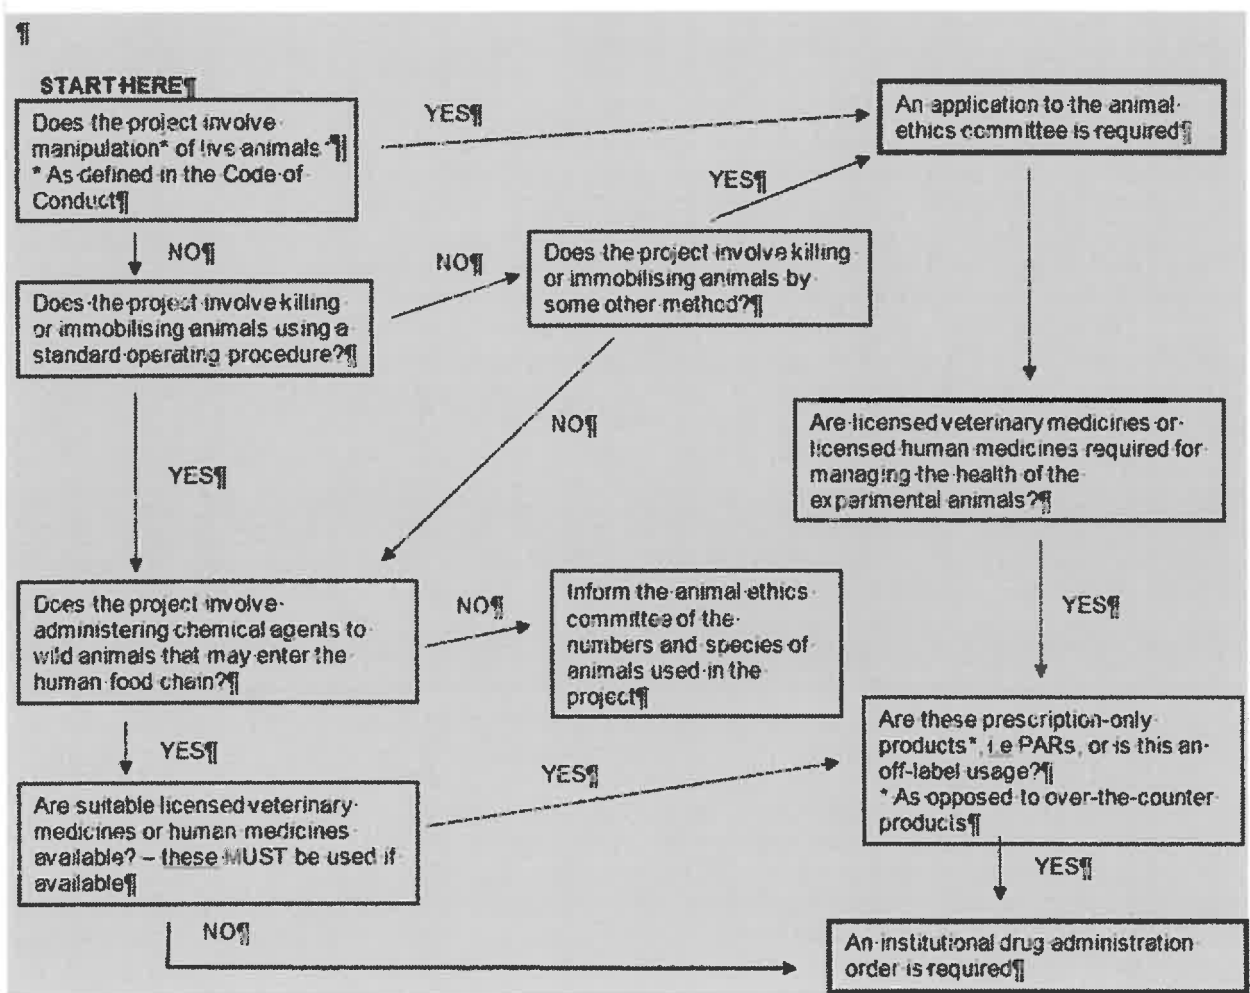 ¶
START HERE¶
Does the project involve
manipulation* of live animals*¶
* As defined in the Code of
Conduct¶
YES¶
An application to the animal
ethics committee is required¶
NO¶
Does the project involve killing
or immobilising animals using a
standard operating procedure?¶
NO¶
Does the project involve killing
or immobilising animals by
some other method?¶
YES¶
NO¶
YES¶
Are licensed veterinary medicines or
licensed human medicines required for
managing the health of the
experimental animals?¶
Does the project involve
administering chemical agents to
wild animals that may enter the
human food chain?¶
NO¶
Inform the animal ethics
committee of the
numbers and species of
animals used in the
project¶
YES¶
Are these prescription-only
products*, i.e PARs, or is this an
off-label usage?¶
* As opposed to over-the-counter
products¶
YES¶
Are suitable licensed veterinary
medicines or human medicines
available? – these MUST be used if
available¶
YES¶
YES¶
NO¶
An institutional drug administration
order is required¶